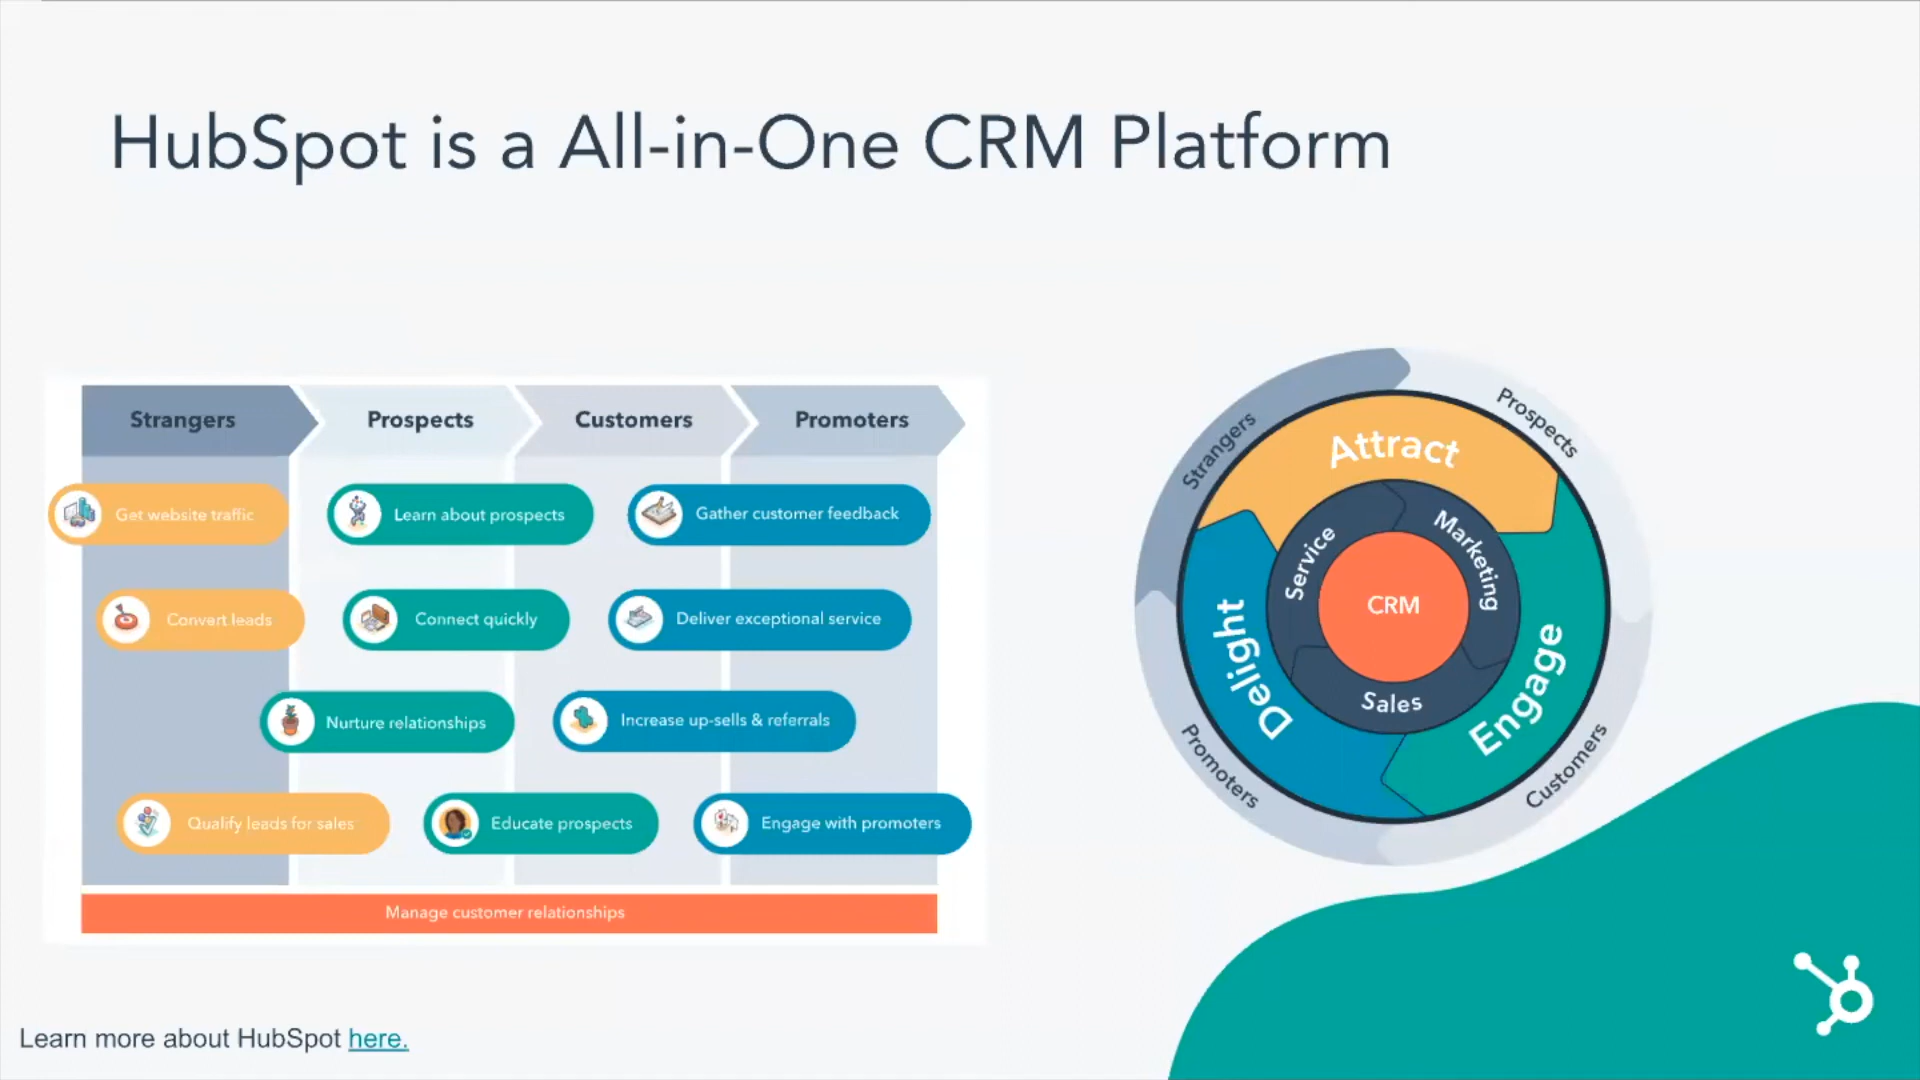 HubSpot is a All-in-One CRM Platform
Strangers
Prospects
Customers
Promoters
Get website traffic
Learn about prospects
Gather customer feedback
Convert leads
Connect quickly
Deliver exceptional service
Nurture relationships
Increase up-sells & referrals
Qualify leads for sales
Educate prospects
Engage with promoters
Manage customer relationships
Strangers
Prospects
Customers
Promoters
Attract
Engage
Delight
Service
Marketing
Sales
CRM
Learn more about HubSpot here.